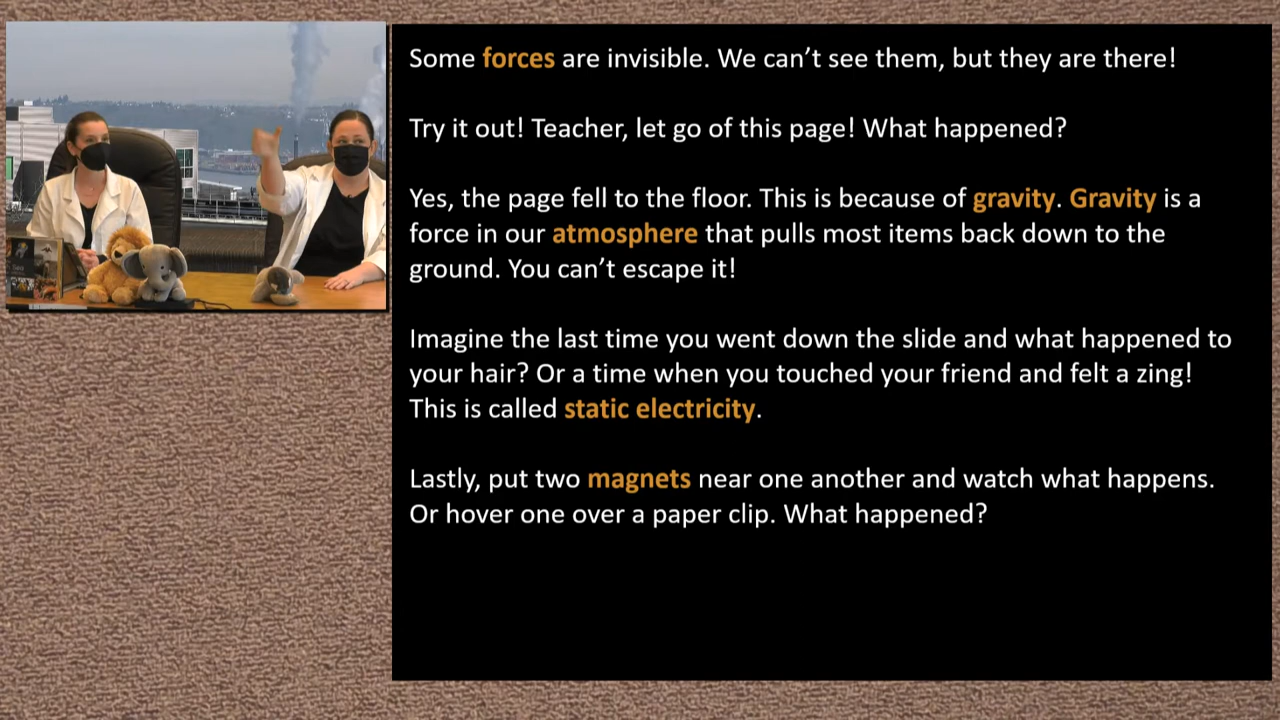 Some forces are invisible. We can’t see them, but they are there!
Try it out! Teacher, let go of this page! What happened?
Yes, the page fell to the floor. This is because of gravity. Gravity is a
force in our atmosphere that pulls most items back down to the
ground. You can’t escape it!
Imagine the last time you went down the slide and what happened to
your hair? Or a time when you touched your friend and felt a zing!
This is called static electricity.
Lastly, put two magnets near one another and watch what happens.
Or hover one over a paper clip. What happened?